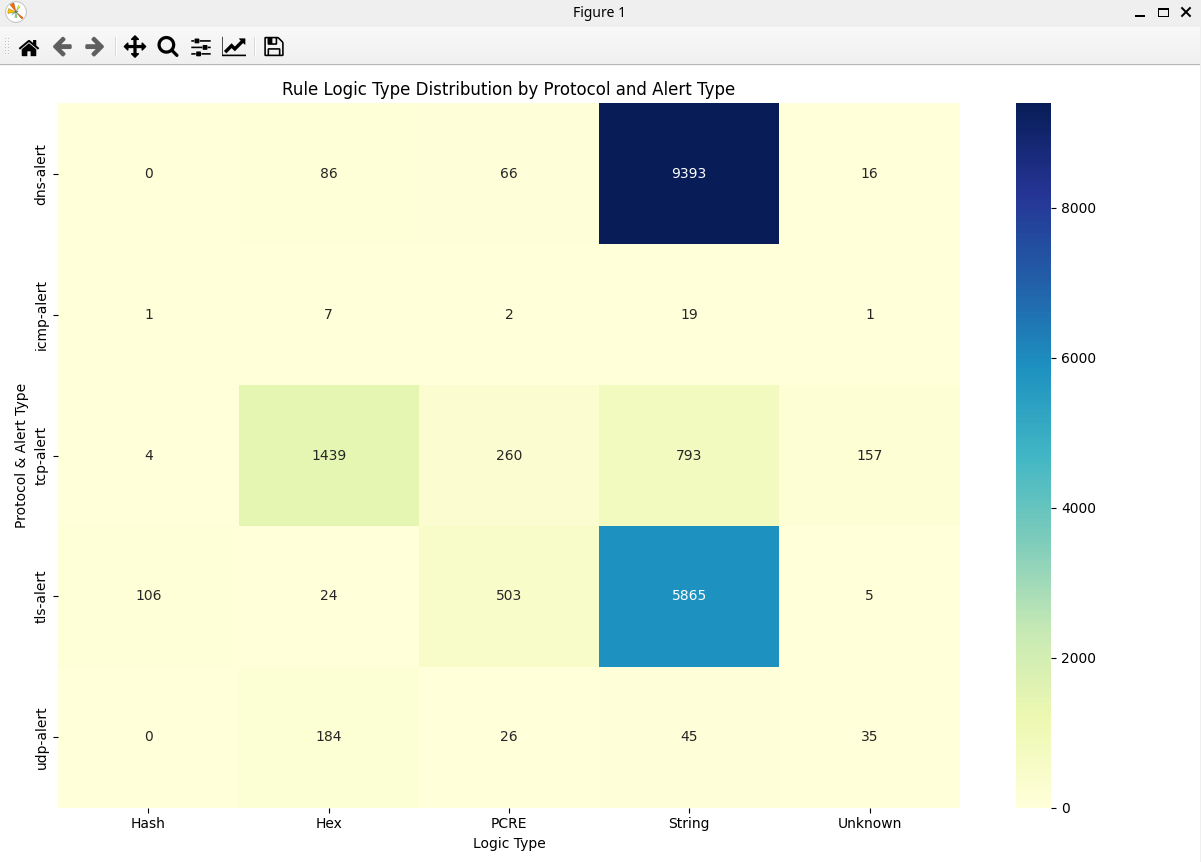 Figure 1
Rule Logic Type Distribution by Protocol and Alert Type
Protocol & Alert Type
dns-alert
0 86 66 9393 16
icmp-alert
1 7 2 19 1
tcp-alert
4 1439 260 793 157
tls-alert
106 24 503 5865 5
udp-alert
0 184 26 45 35
Hash Hex PCRE String Unknown
Logic Type
8000
6000
4000
2000
0